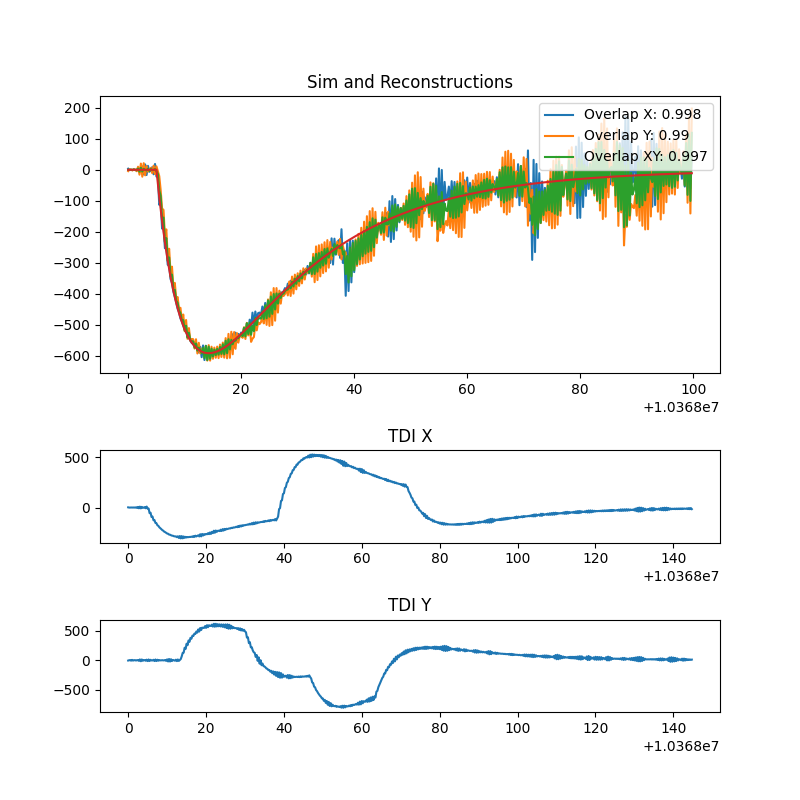 Sim and Reconstructions
200
100
0
−100
−200
−300
−400
−500
−600
Overlap X: 0.998
Overlap Y: 0.99
Overlap XY: 0.997
0 20 40 60 80 100
+1.0368e7
TDI X
500
0
0 20 40 60 80 100 120 140
+1.0368e7
TDI Y
500
0
−500
0 20 40 60 80 100 120 140
+1.0368e7